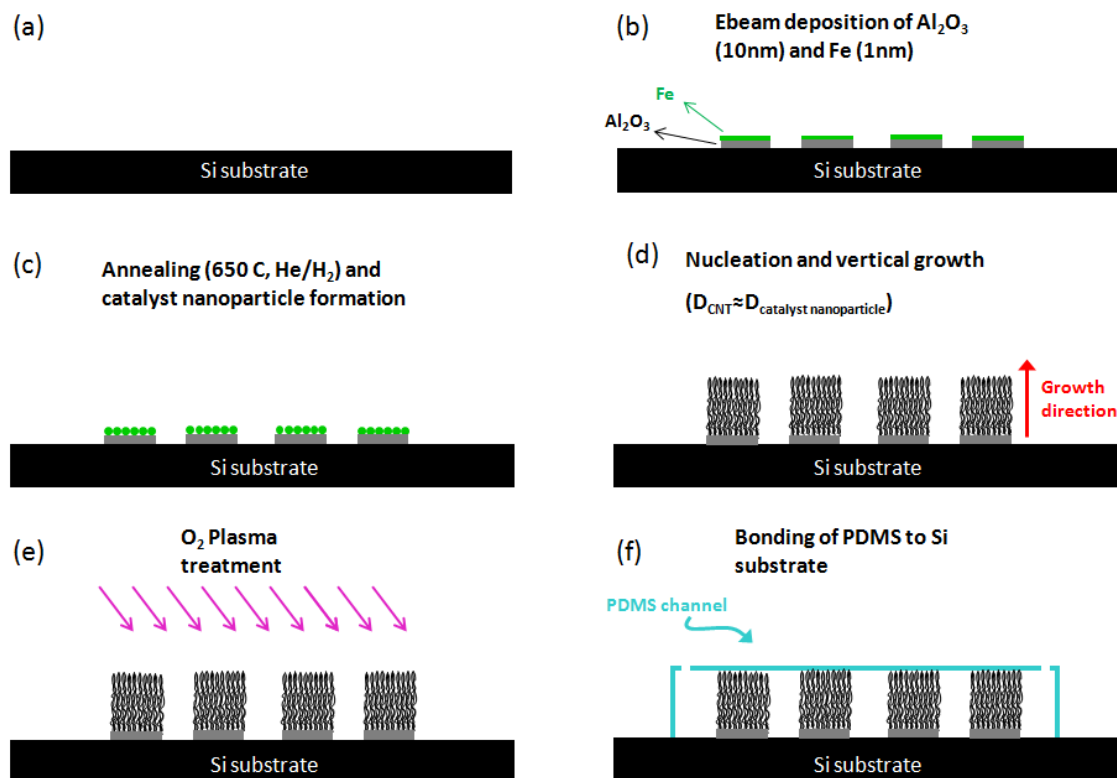 (a)
Si substrate
(b)
Ebeam deposition of Al₂O₃
(10nm) and Fe (1nm)
Fe
Al₂O₃
Si substrate
(c)
Annealing (650 C, He/H₂) and
catalyst nanoparticle formation
Si substrate
(d)
Nucleation and vertical growth
(D_CNT≈D_catalyst nanoparticle)
Growth
direction
Si substrate
(e)
O₂ Plasma
treatment
Si substrate
(f)
Bonding of PDMS to Si
substrate
PDMS channel
Si substrate